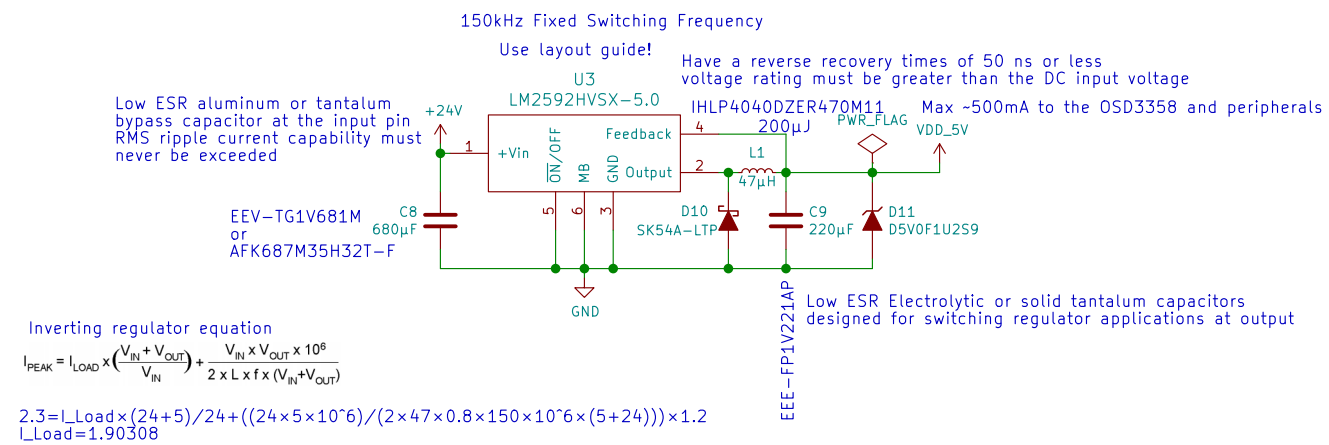 150kHz Fixed Switching Frequency
Use layout guide!
Have a reverse recovery times of 50 ns or less
voltage rating must be greater than the DC input voltage
U3
LM2592HVSX-5.0
IHLP4040DZER470M11
200µJ
Max ~500mA to the OSD3358 and peripherals
PWR_FLAG
VDD_5V
Low ESR aluminum or tantalum
bypass capacitor at the input pin
RMS ripple current capability must
never be exceeded
+24V
1
+Vin
ON/OFF
MB
GND
Feedback
Output
4
2
5
6
3
L1
47µH
EEV-TG1V681M
or
AFK687M35H32T-F
C8
680µF
D10
SK54A-LTP
C9
220µF
D11
D5V0F1U2S9
GND
EEE-FP1V221AP
Low ESR Electrolytic or solid tantalum capacitors
designed for switching regulator applications at output
Inverting regulator equation
I_PEAK = I_LOAD x ((V_IN + V_OUT)/V_IN) + (V_IN x V_OUT x 10^6)/(2 x L x f x (V_IN+V_OUT))
2.3=I_Load×(24+5)/24+((24×5×10^6)/(2×47×0.8×150×10^6×(5+24)))×1.2
I_Load=1.90308